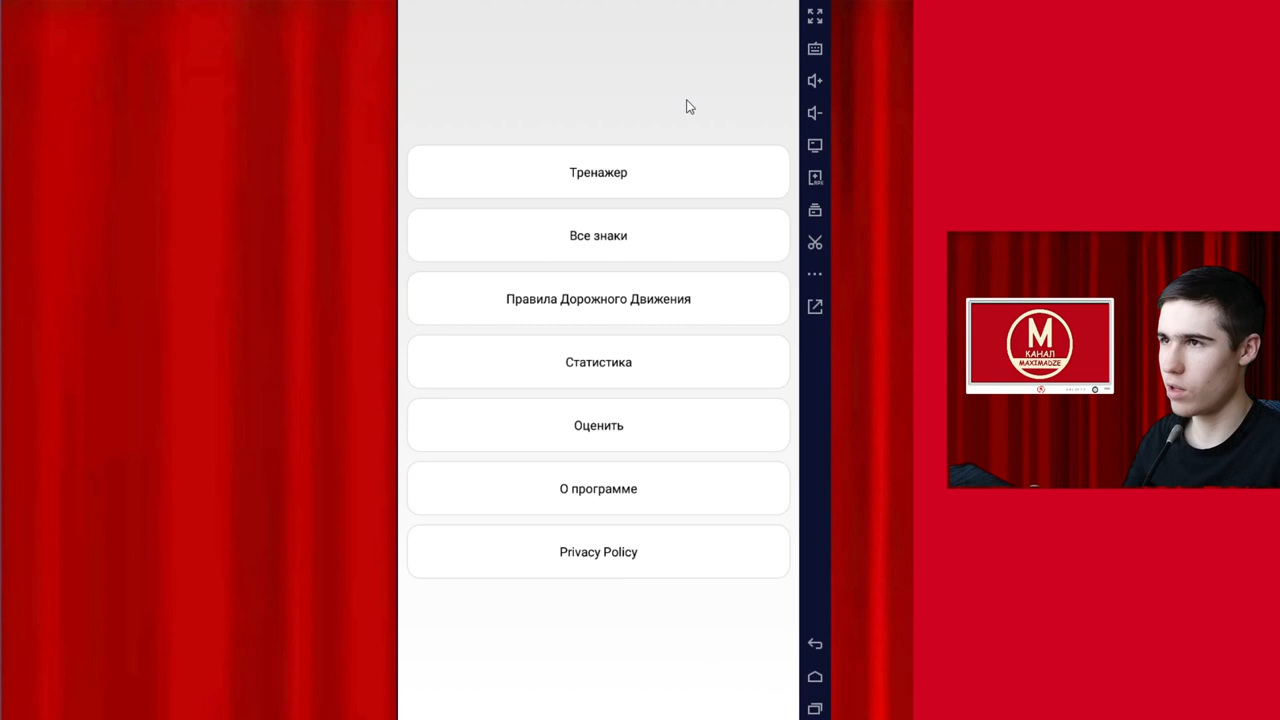 Тренажер
Все знаки
Правила Дорожного Движения
Статистика
Оценить
О программе
Privacy Policy
M
КАНАЛ
MAXIMADZE